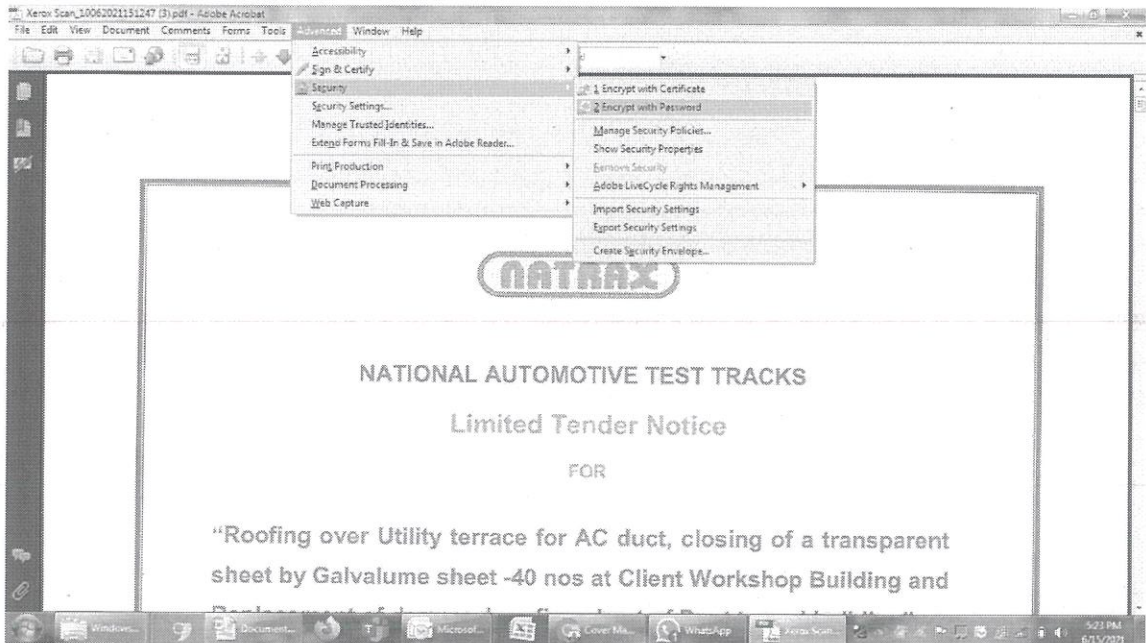 Xerox Scan_10062021151247 (3).pdf - Adobe Acrobat
File Edit View Document Comments Forms Tools Advanced Window Help
Accessibility
Sign & Certify
Security
Security Settings...
Manage Trusted Identities...
Extend Forms Fill-In & Save in Adobe Reader...
Print Production
Document Processing
Web Capture
1 Encrypt with Certificate
2 Encrypt with Password
Manage Security Policies...
Show Security Properties
Remove Security
Adobe LiveCycle Rights Management
Import Security Settings
Export Security Settings
Create Security Envelope...
NATRAX
NATIONAL AUTOMOTIVE TEST TRACKS
Limited Tender Notice
FOR
“Roofing over Utility terrace for AC duct, closing of a transparent
sheet by Galvalume sheet -40 nos at Client Workshop Building and
Windows... Document... Microsof... Cover Ma... WhatsApp Xerox Scan...
5:23 PM
6/13/2021